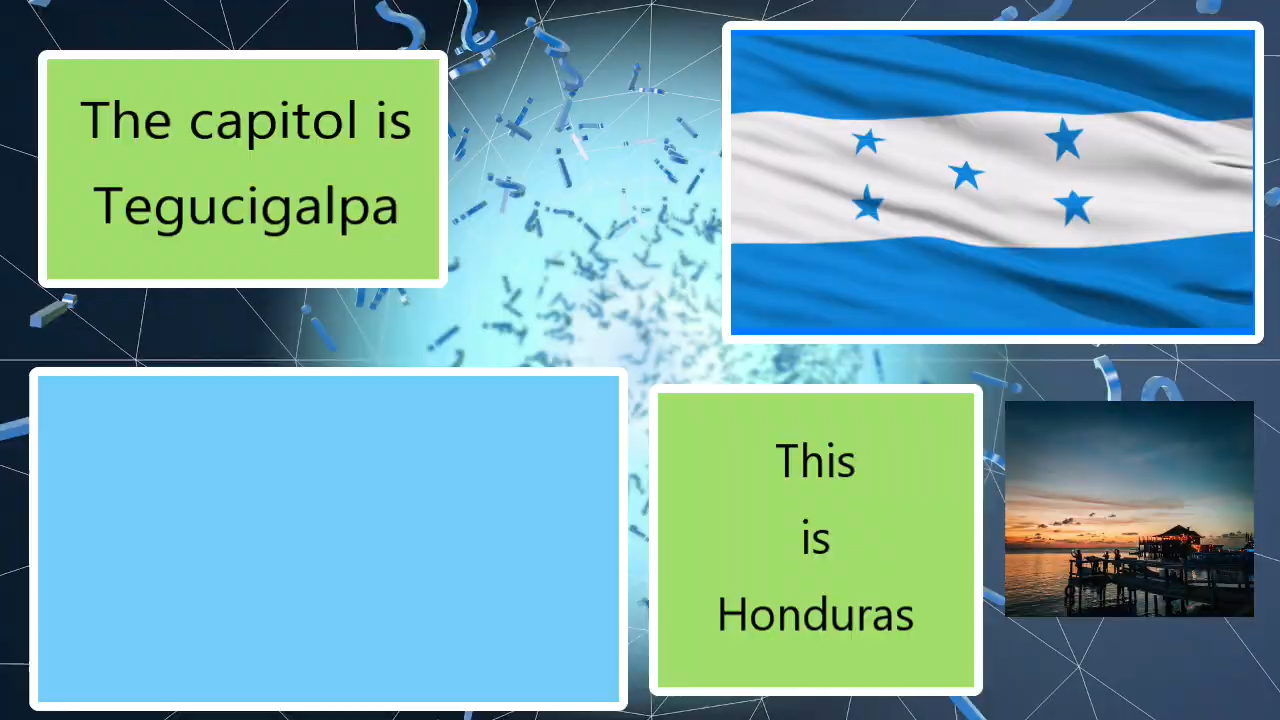 The capitol is
Tegucigalpa
This
is
Honduras